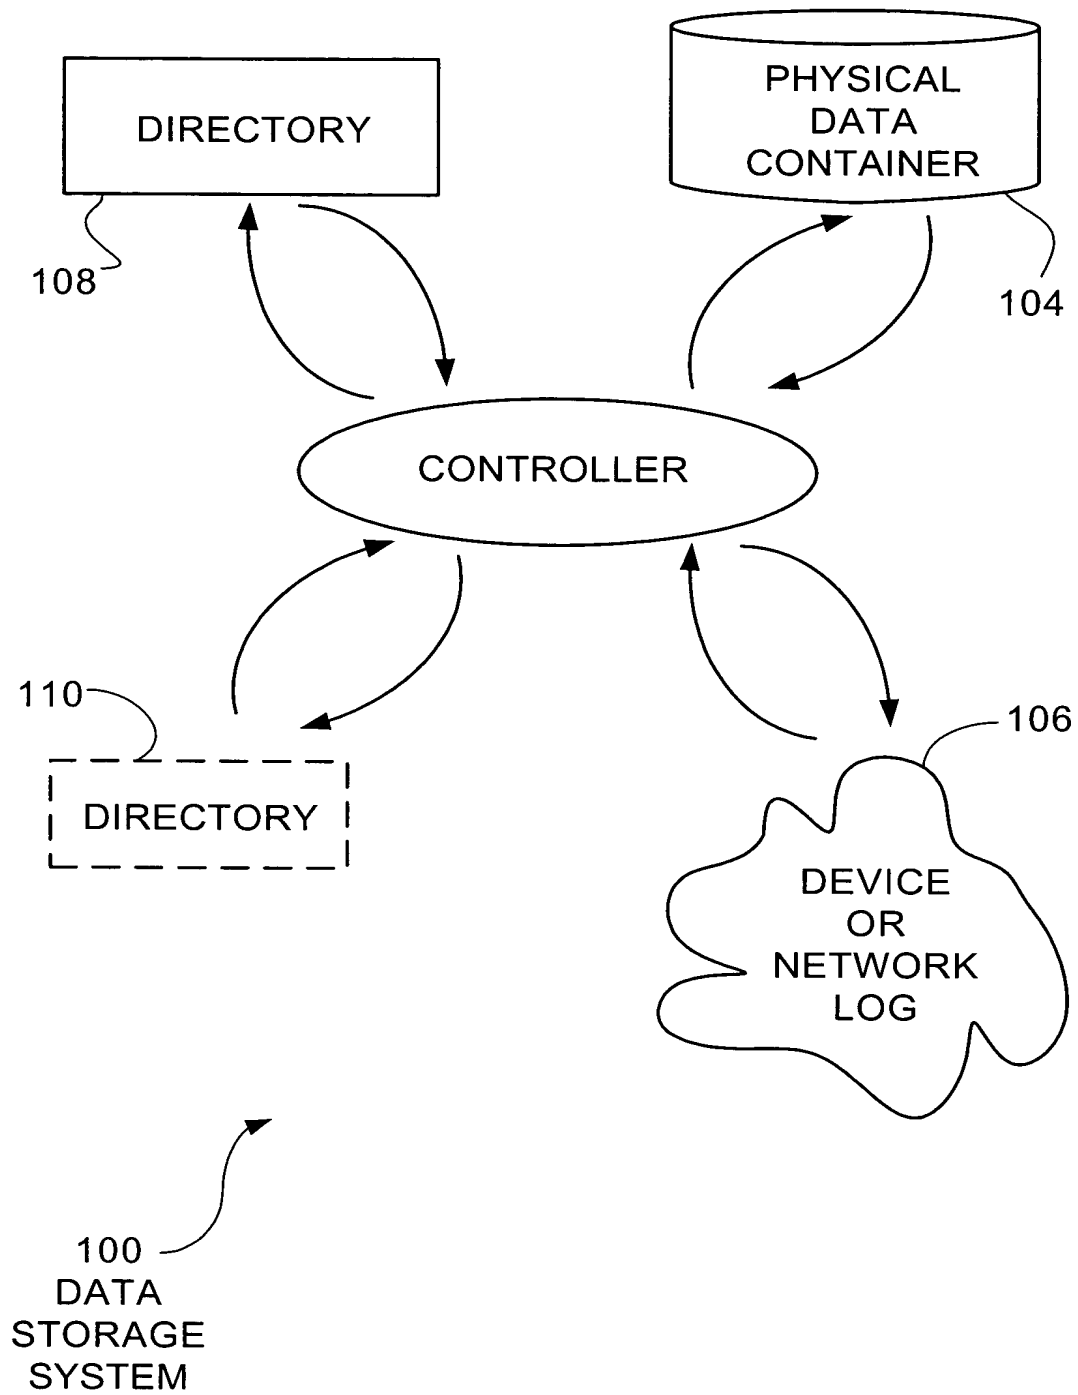 DIRECTORY
108
PHYSICAL
DATA
CONTAINER
104
CONTROLLER
110
DIRECTORY
106
DEVICE
OR
NETWORK
LOG
100
DATA
STORAGE
SYSTEM